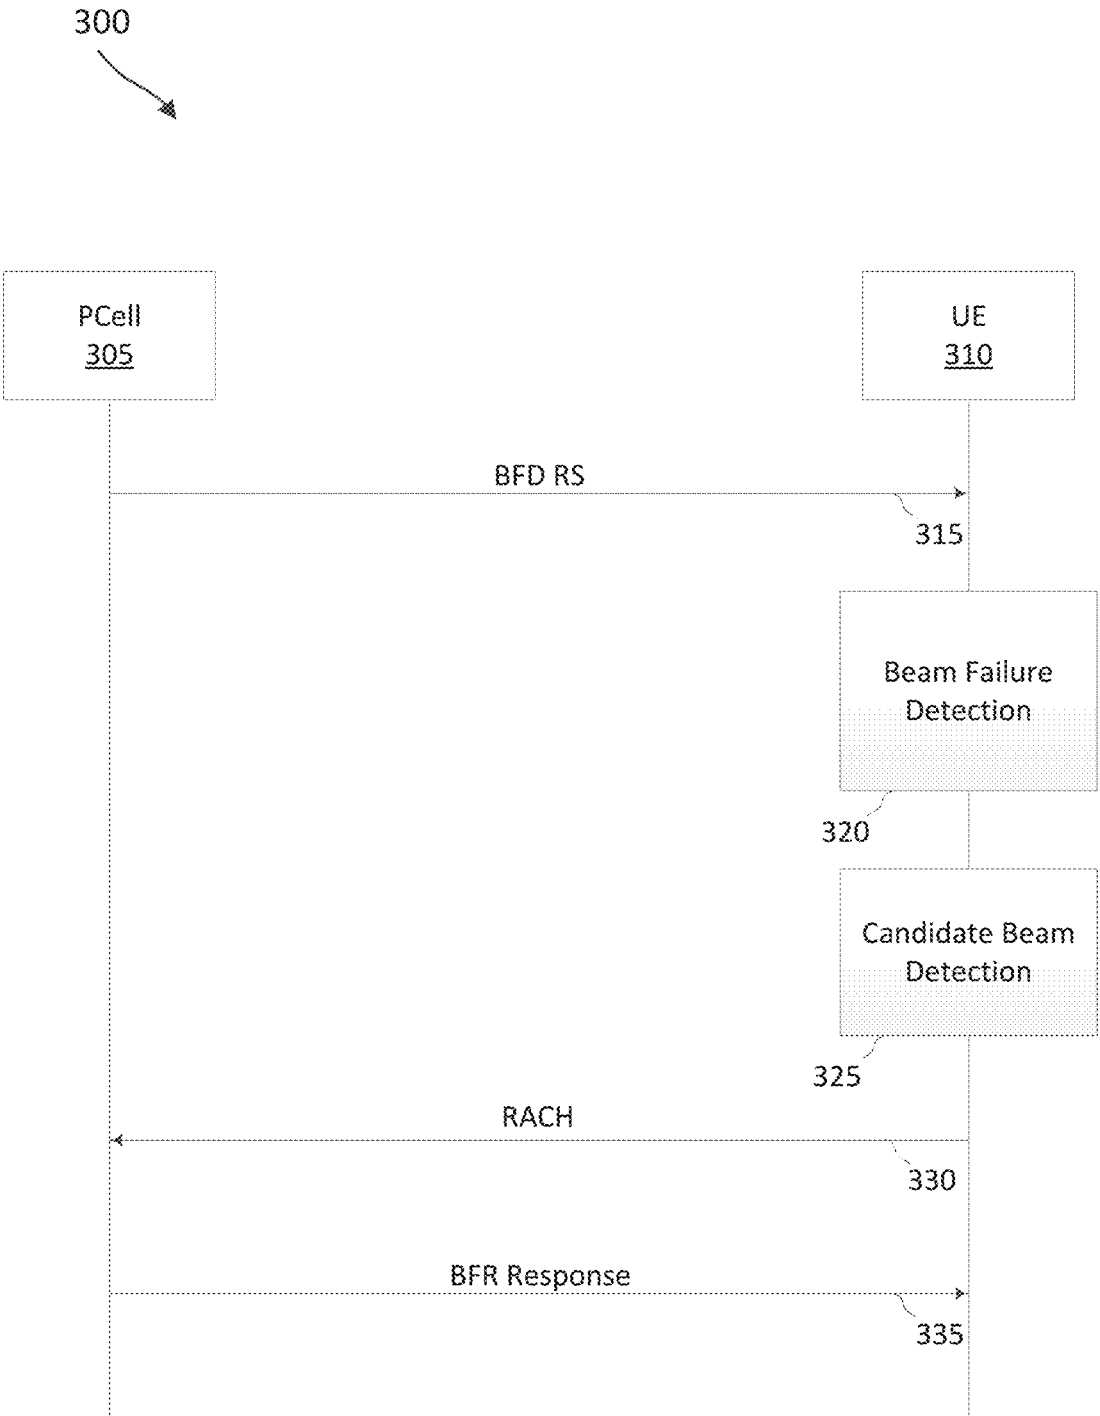 300
PCell
305
UE
310
BFD RS
315
Beam Failure
Detection
320
Candidate Beam
Detection
325
RACH
330
BFR Response
335